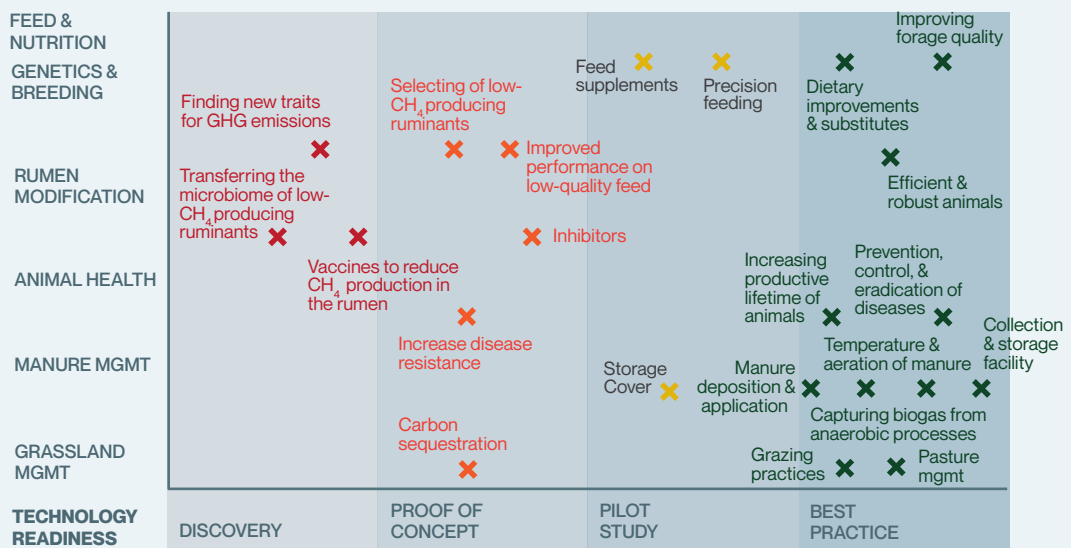 FEED &
NUTRITION
GENETICS &
BREEDING
RUMEN
MODIFICATION
ANIMAL HEALTH
MANURE MGMT
GRASSLAND
MGMT
TECHNOLOGY
READINESS
DISCOVERY
PROOF OF
CONCEPT
PILOT
STUDY
BEST
PRACTICE
Improving
forage quality
Feed
supplements
Precision
feeding
Dietary
improvements
& substitutes
Finding new traits
for GHG emissions
Selecting of low-
CH4 producing
ruminants
Improved
performance on
low-quality feed
Efficient &
robust animals
Transferring the
microbiome of low-
CH4 producing
ruminants
Vaccines to reduce
CH4 production in
the rumen
Inhibitors
Increasing
productive
lifetime of
animals
Prevention,
control, &
eradication of
diseases
Increase disease
resistance
Storage
Cover
Manure
deposition &
application
Temperature &
aeration of manure
Collection
& storage
facility
Capturing biogas from
anaerobic processes
Carbon
sequestration
Grazing
practices
Pasture
mgmt